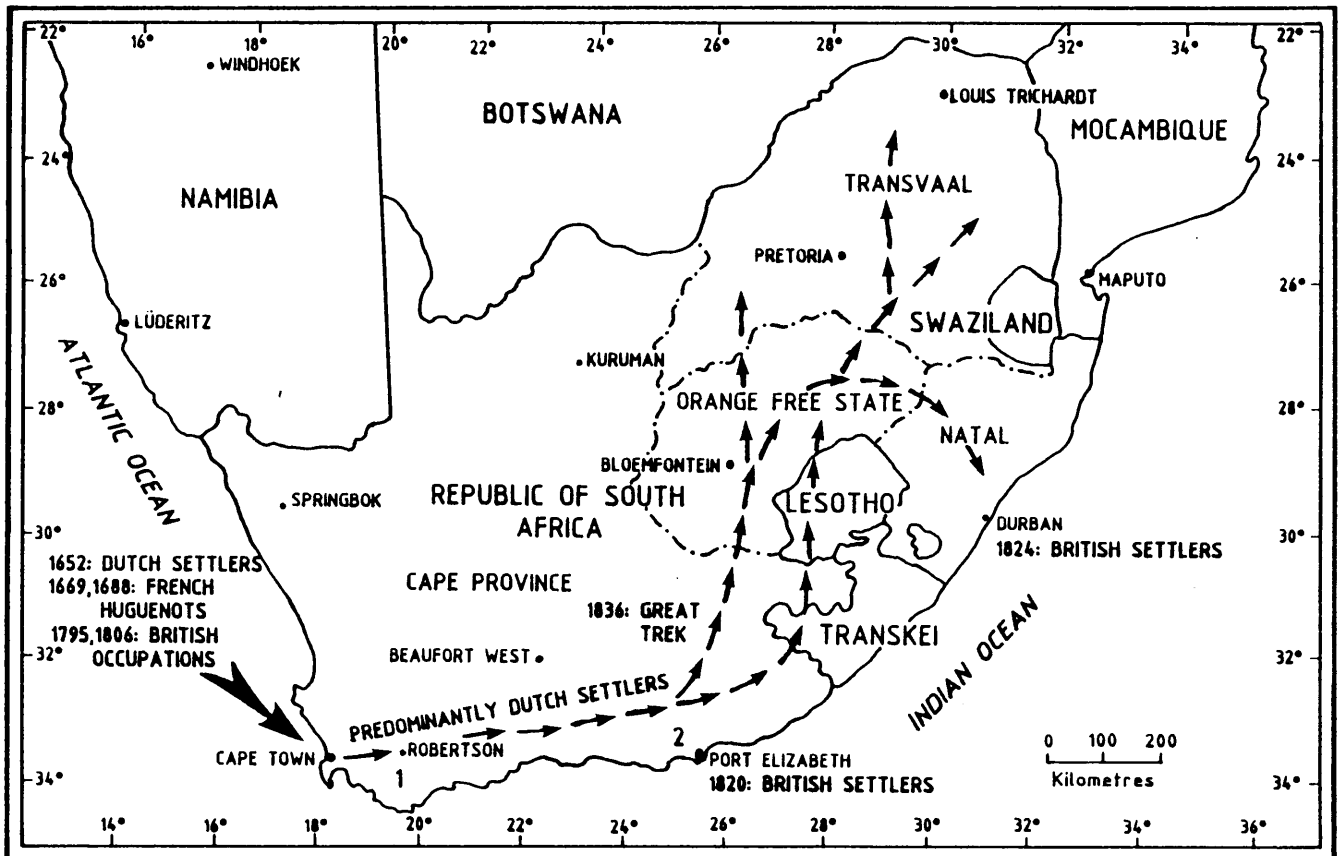 22°
16°
18°
20°
22°
24°
26°
28°
30°
32°
34°
22°
WINDHOEK
LOUIS TRICHARDT
BOTSWANA
MOCAMBIQUE
24°
24°
TRANSVAAL
NAMIBIA
PRETORIA
MAPUTO
26°
26°
LÜDERITZ
SWAZILAND
ATLANTIC OCEAN
KURUMAN
28°
ORANGE FREE STATE
28°
NATAL
BLOEMFONTEIN
SPRINGBOK
REPUBLIC OF SOUTH
AFRICA
LESOTHO
DURBAN
1824: BRITISH SETTLERS
30°
30°
1652: DUTCH SETTLERS
1669,1688: FRENCH
HUGUENOTS
1795,1806: BRITISH
OCCUPATIONS
CAPE PROVINCE
1836: GREAT
TREK
TRANSKEI
INDIAN OCEAN
32°
BEAUFORT WEST
32°
PREDOMINANTLY DUTCH SETTLERS
CAPE TOWN
ROBERTSON
1
2
PORT ELIZABETH
1820: BRITISH SETTLERS
0 100 200
Kilometres
34°
34°
14°
16°
18°
20°
22°
24°
26°
28°
30°
32°
34°
36°